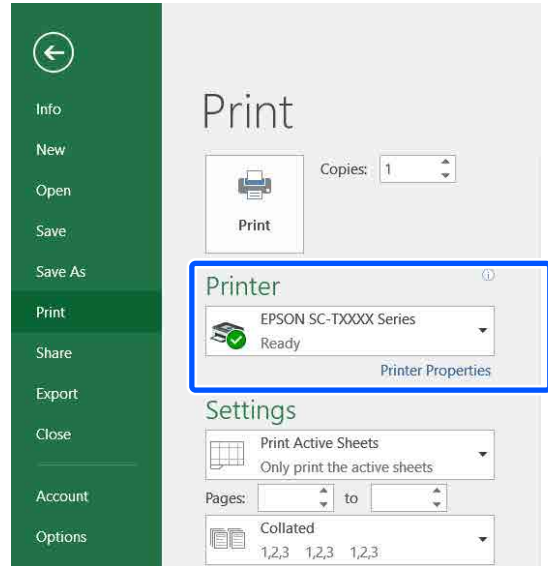 Info
New
Open
Save
Save As
Print
Share
Export
Close
Account
Options
Print
Copies: 1
Print
Printer
EPSON SC-TXXXX Series
Ready
Printer Properties
Settings
Print Active Sheets
Only print the active sheets
Pages: to
Collated
1,2,3 1,2,3 1,2,3